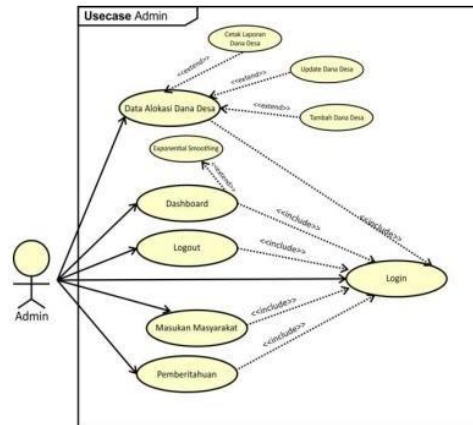 Usecase Admin
Cetak Laporan
Dana Desa
<<extend>>
Update Dana Desa
<<extend>>
Data Alokasi Dana Desa
<<extend>>
Tambah Dana Desa
Exponential Smoothing
<<extend>>
Dashboard
<<include>>
<<include>>
Logout
<<include>>
Login
Admin
Masukan Masyarakat
<<include>>
Pemberitahuan
<<include>>